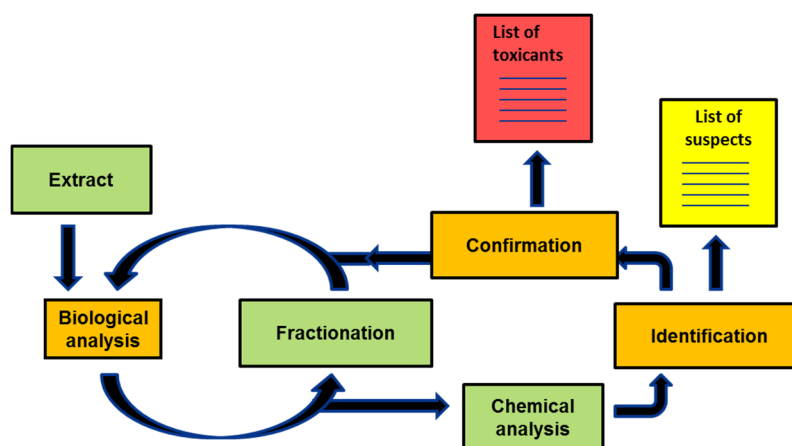 List of
toxicants
List of
suspects
Extract
Confirmation
Biological
analysis
Fractionation
Identification
Chemical
analysis